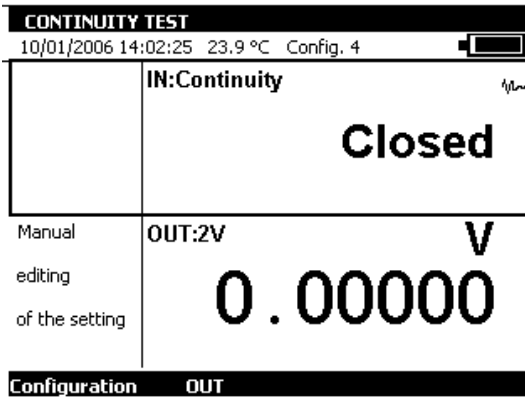 CONTINUITY TEST
10/01/2006 14:02:25 23.9 °C Config. 4
IN:Continuity
Closed
Manual
editing
of the setting
OUT:2V
V
0.00000
Configuration OUT